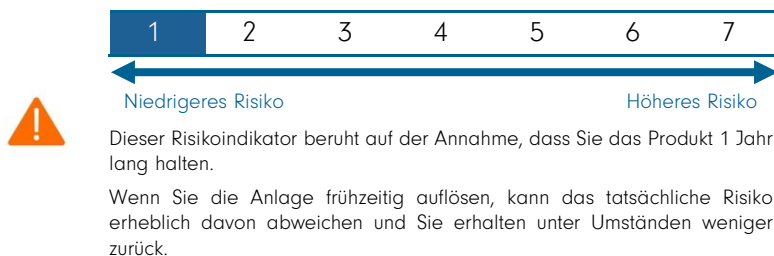 1 2 3 4 5 6 7
Niedrigeres Risiko Höheres Risiko
Dieser Risikoindikator beruht auf der Annahme, dass Sie das Produkt 1 Jahr
lang halten.
Wenn Sie die Anlage frühzeitig auflösen, kann das tatsächliche Risiko
erheblich davon abweichen und Sie erhalten unter Umständen weniger
zurück.